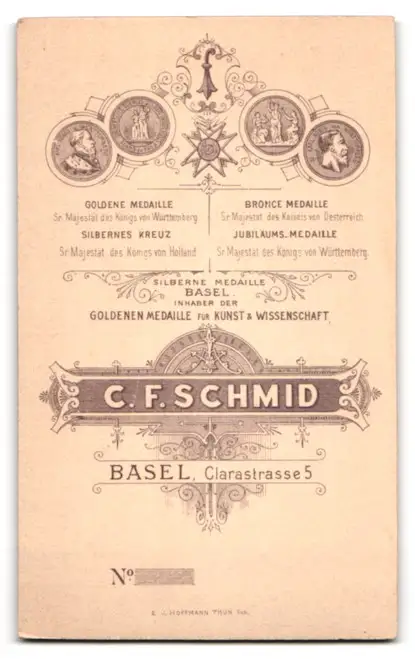 GOLDENE MEDAILLE
Sr. Majestät des Königs von Württemberg
SILBERNES KREUZ
Sr. Majestät des Königs von Holland
BRONCE MEDAILLE
Sr. Majestät des Kaisers von Oesterreich
JUBILÄUMS-MEDAILLE
Sr. Majestät des Königs von Württemberg.
SILBERNE MEDAILLE
BASEL.
INHABER DER
GOLDENEN MEDAILLE FÜR KUNST & WISSENSCHAFT
C. F. SCHMID
BASEL, Clarastrasse 5
No
HOFFMANN THUN